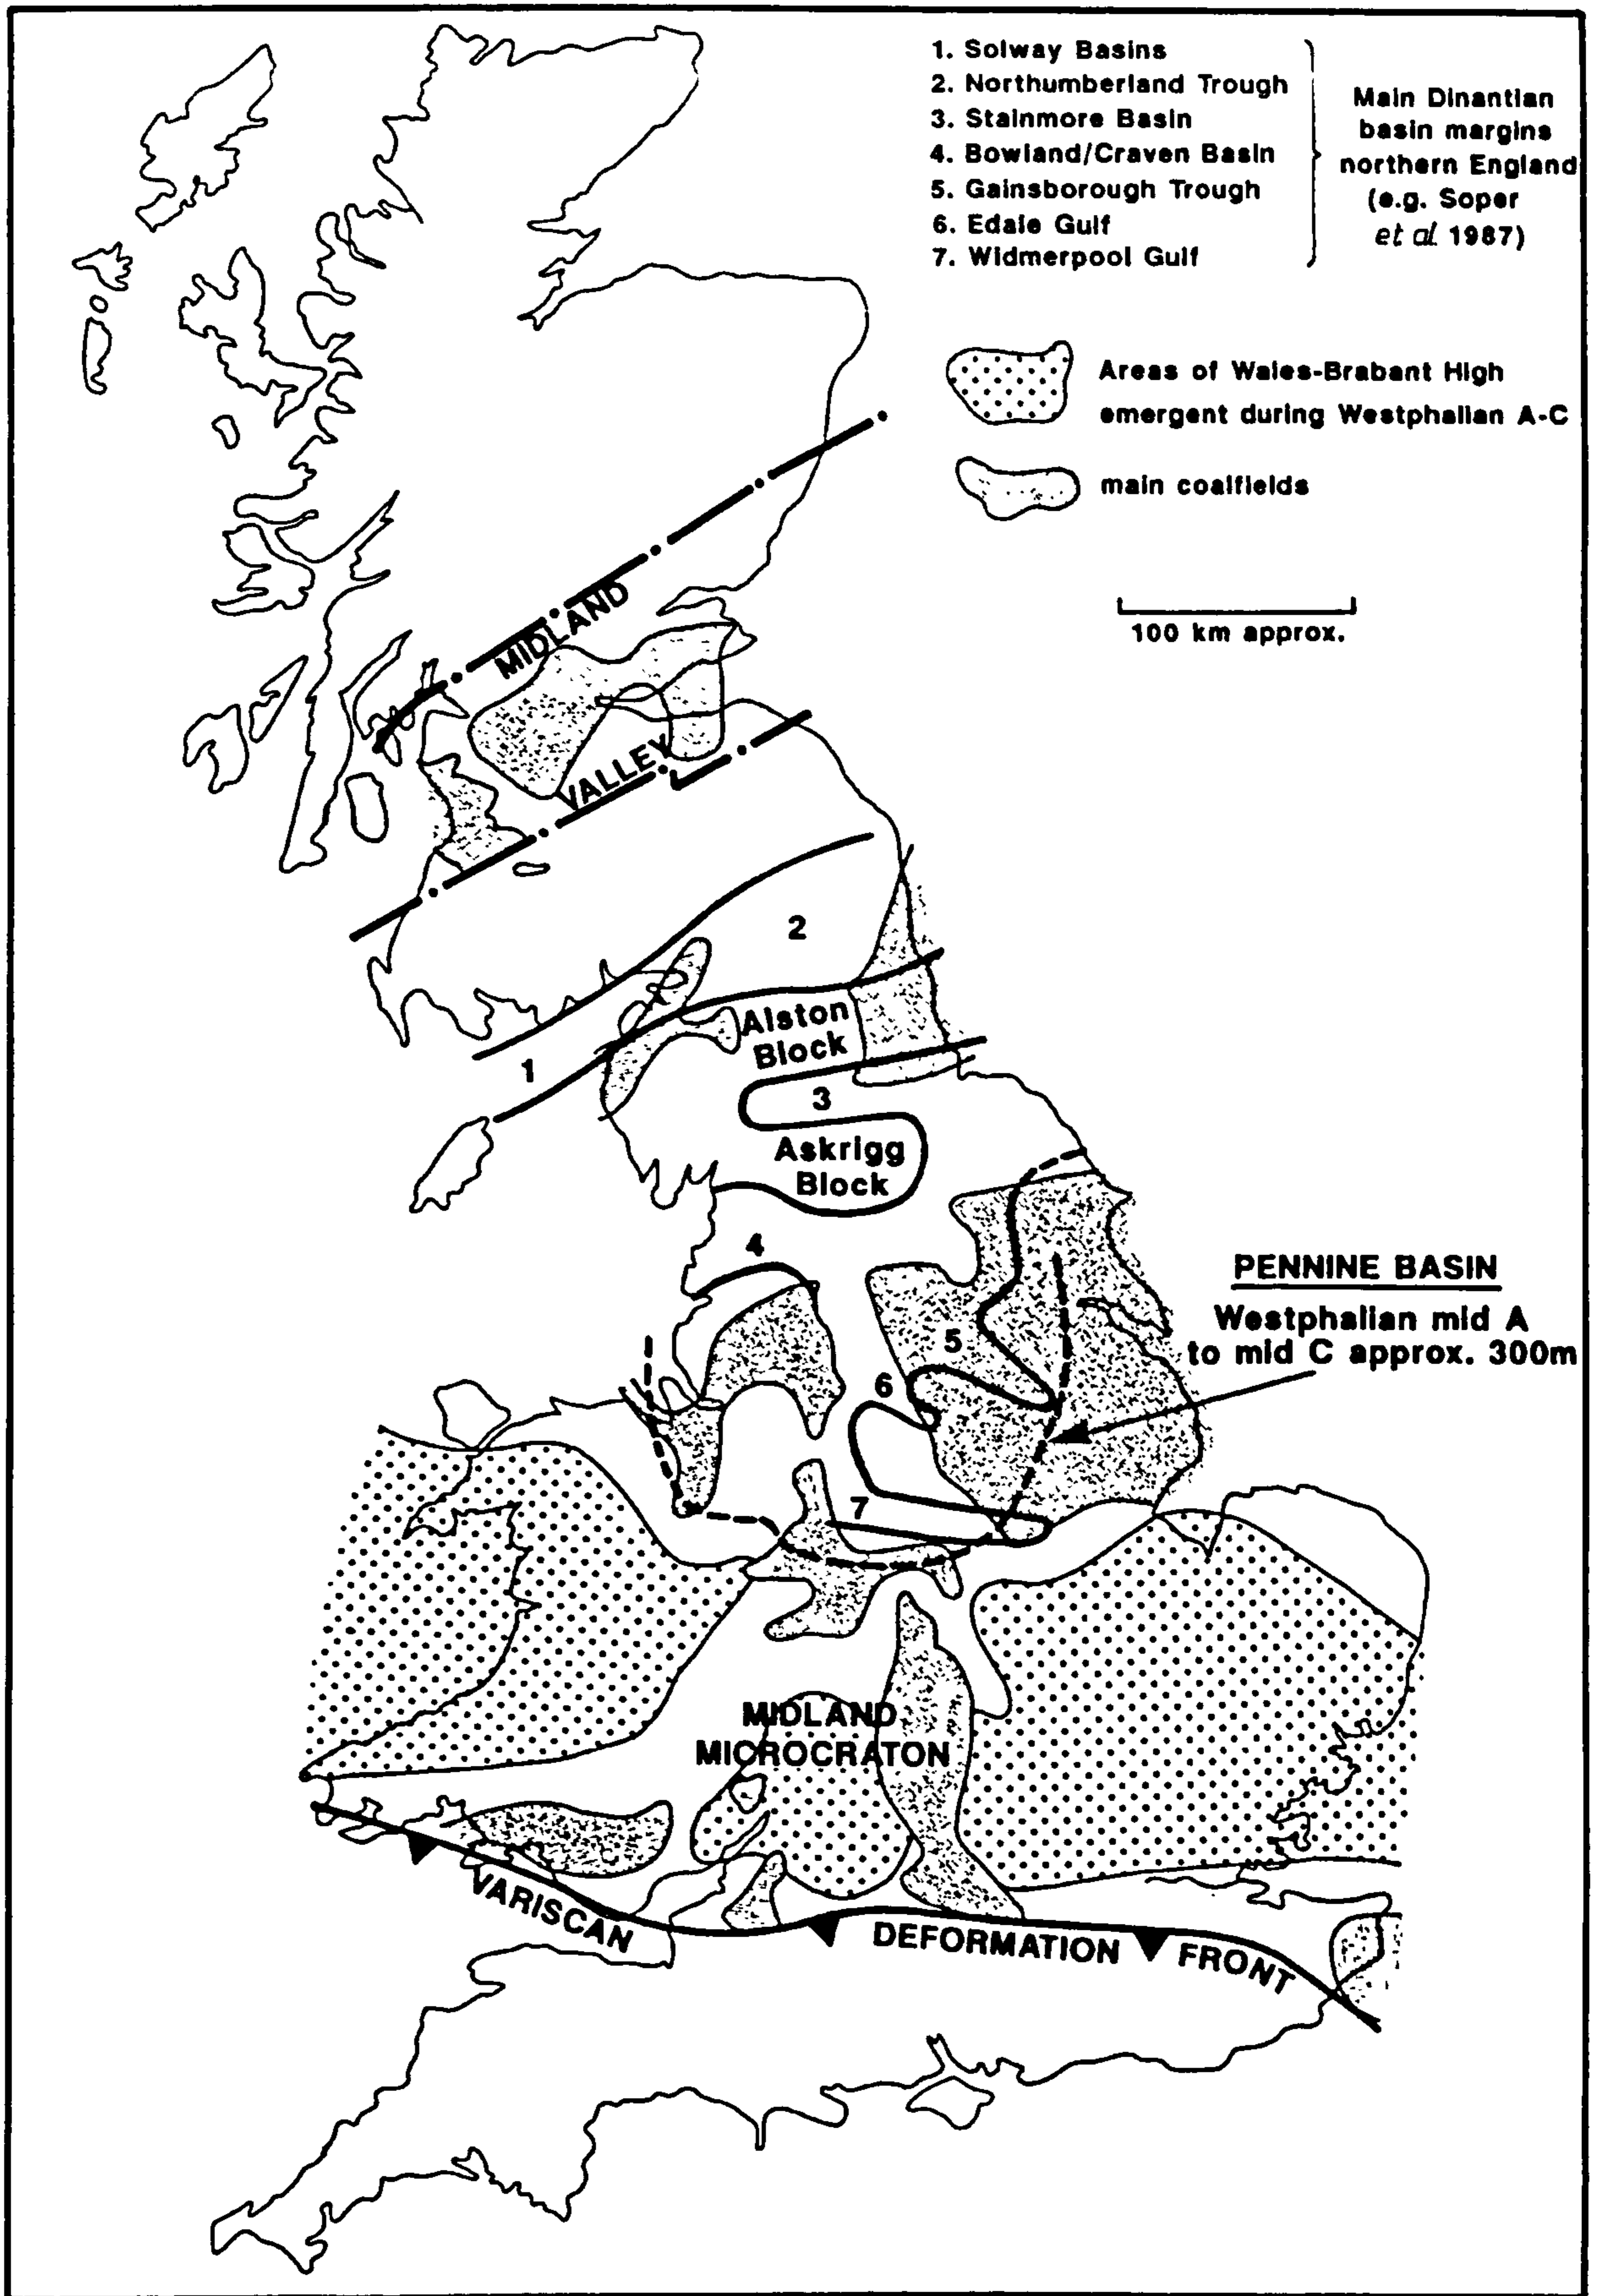 1. Solway Basins
2. Northumberland Trough
3. Stainmore Basin
4. Bowland/Craven Basin
5. Gainsborough Trough
6. Edale Gulf
7. Widmerpool Gulf
Main Dinantian
basin margins
northern England
(e.g. Soper
et al. 1987)
Areas of Wales-Brabant High
emergent during Westphalian A-C
main coalfields
100 km approx.
MIDLAND
VALLEY
2
Alston
Block
1
3
Askrigg
Block
4
PENNINE BASIN
Westphalian mid A
to mid C approx. 300m
5
6
7
MIDLAND
MICROCRATON
VARISCAN
DEFORMATION
FRONT